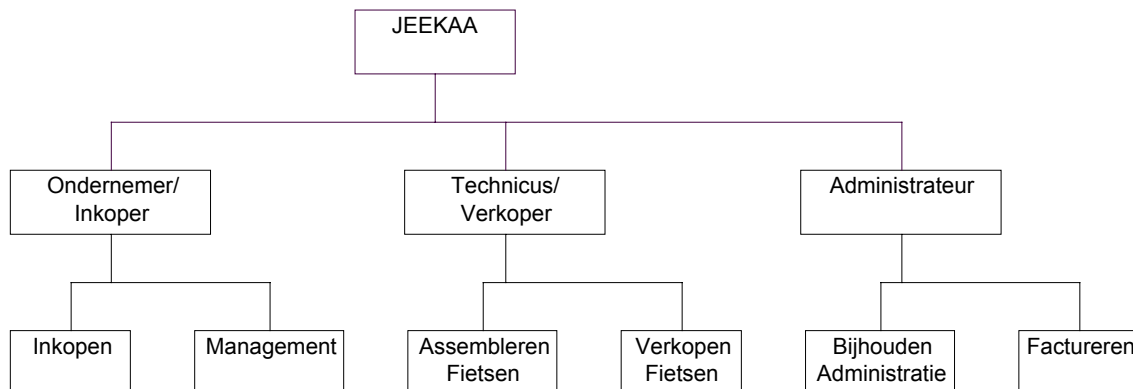 JEEKAA
Ondernemer/
Inkoper
Technicus/
Verkoper
Administrateur
Inkopen
Management
Assembleren
Fietsen
Verkopen
Fietsen
Bijhouden
Administratie
Factureren